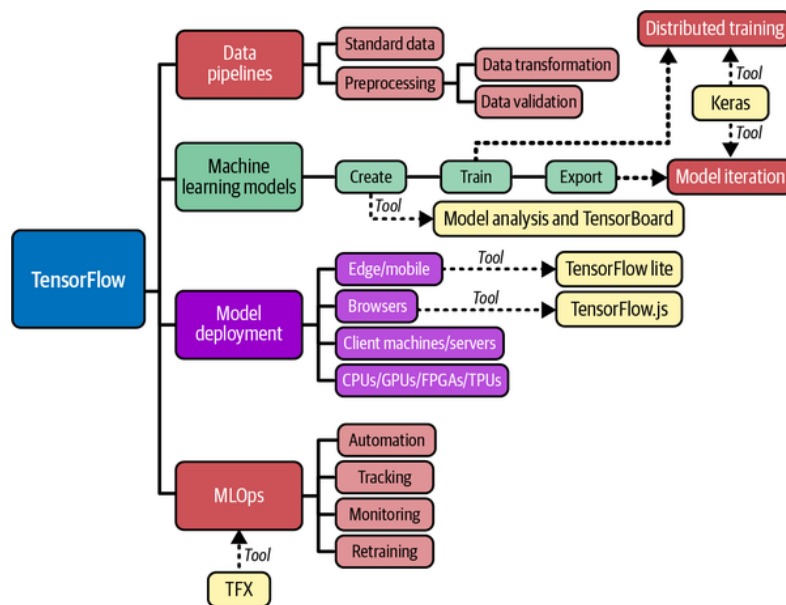 Distributed training
Data
pipelines
Standard data
Preprocessing
Data transformation
Data validation
Tool
Keras
Tool
Machine
learning models
Create
Train
Export
Model iteration
Tool
Model analysis and TensorBoard
TensorFlow
Model
deployment
Edge/mobile
Tool
TensorFlow lite
Browsers
Tool
TensorFlow.js
Client machines/servers
CPUs/GPUs/FPGAs/TPUs
MLOps
Automation
Tracking
Monitoring
Retraining
Tool
TFX